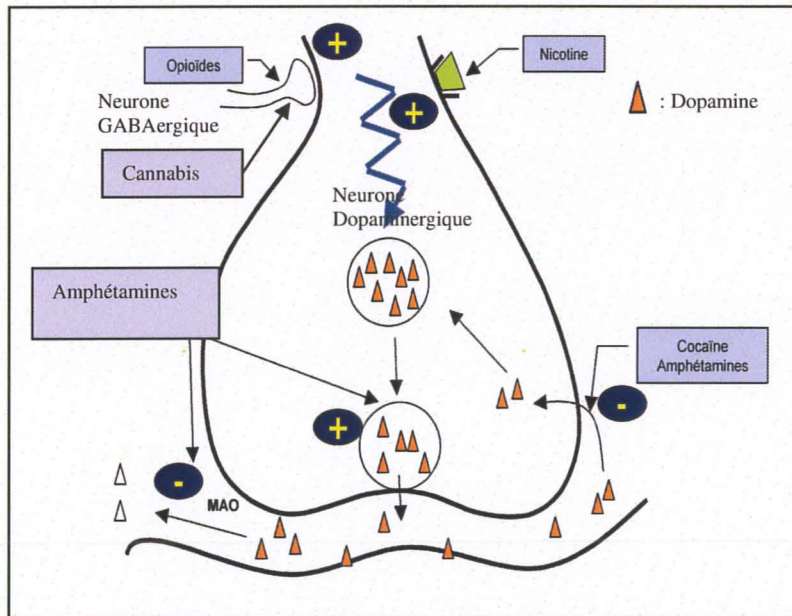 +
Opioïdes
Nicotine
Neurone
GABAergique
+
: Dopamine
Cannabis
Neurone
Dopaminergique
Amphétamines
Cocaïne
Amphétamines
-
+
-
MAO